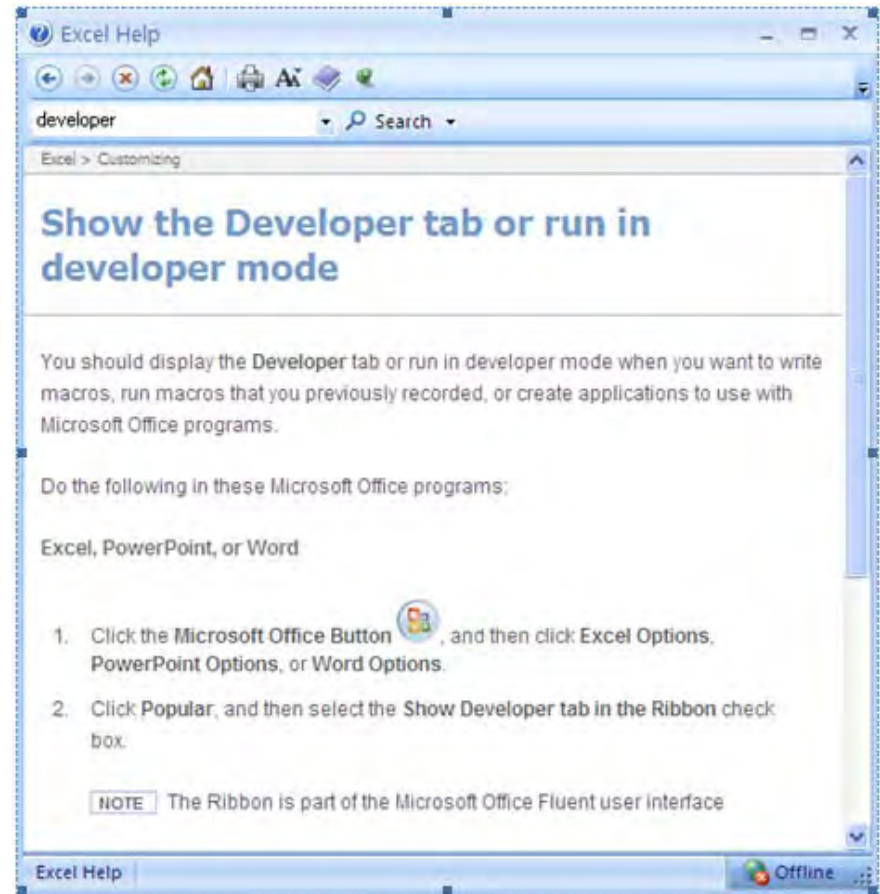 Excel Help
developer
Search
Excel > Customizing
Show the Developer tab or run in
developer mode
You should display the Developer tab or run in developer mode when you want to write
macros, run macros that you previously recorded, or create applications to use with
Microsoft Office programs.
Do the following in these Microsoft Office programs:
Excel, PowerPoint, or Word
1. Click the Microsoft Office Button , and then click Excel Options,
PowerPoint Options, or Word Options.
2. Click Popular, and then select the Show Developer tab in the Ribbon check
box.
NOTE The Ribbon is part of the Microsoft Office Fluent user interface
Excel Help
Offline